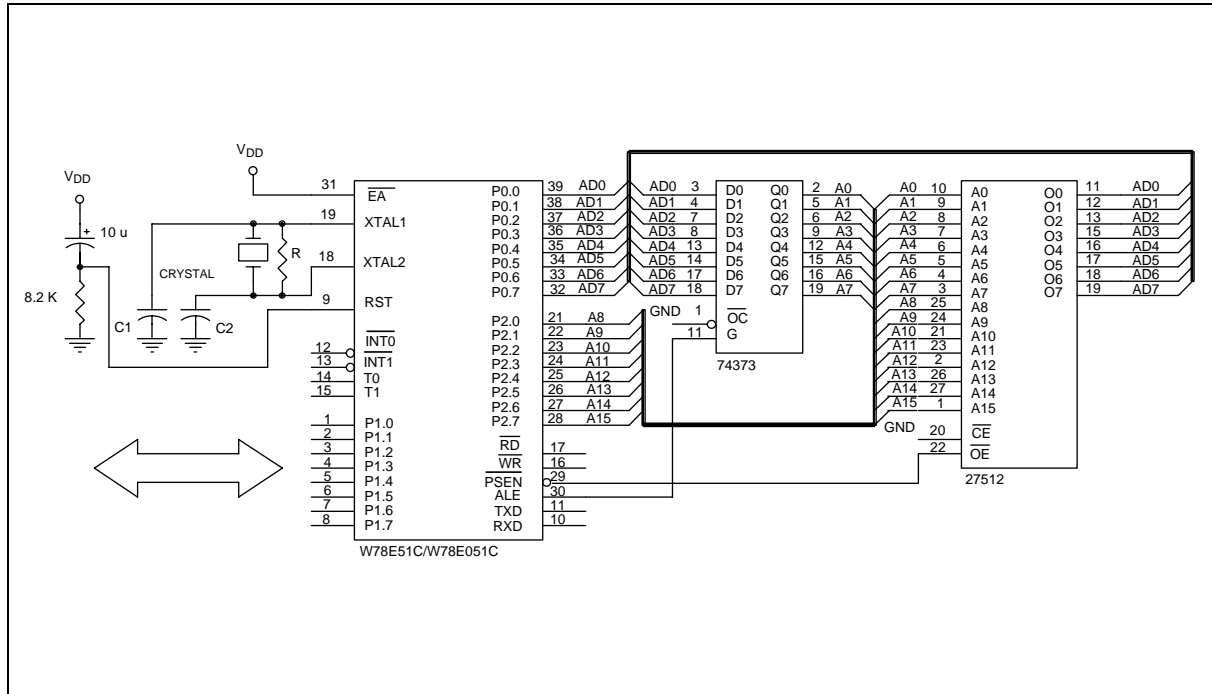 VDD
10 u
8.2 K
VDD
CRYSTAL
R
C1
C2
31 EA
19 XTAL1
18 XTAL2
9 RST
12 INT0
13 INT1
14 T0
15 T1
1 P1.0
2 P1.1
3 P1.2
4 P1.3
5 P1.4
6 P1.5
7 P1.6
8 P1.7
P0.0 39 AD0
P0.1 38 AD1
P0.2 37 AD2
P0.3 36 AD3
P0.4 35 AD4
P0.5 34 AD5
P0.6 33 AD6
P0.7 32 AD7
P2.0 21 A8
P2.1 22 A9
P2.2 23 A10
P2.3 24 A11
P2.4 25 A12
P2.5 26 A13
P2.6 27 A14
P2.7 28 A15
RD 17
WR 16
PSEN 29
ALE 30
TXD 11
RXD 10
W78E51C/W78E051C
AD0 3 D0 Q0 2 A0
AD1 4 D1 Q1 5 A1
AD2 7 D2 Q2 6 A2
AD3 8 D3 Q3 9 A3
AD4 13 D4 Q4 12 A4
AD5 14 D5 Q5 15 A5
AD6 17 D6 Q6 16 A6
AD7 18 D7 Q7 19 A7
GND 1 OC
11 G
74373
A0 10 A0 O0 11 AD0
A1 9 A1 O1 12 AD1
A2 8 A2 O2 13 AD2
A3 7 A3 O3 15 AD3
A4 6 A4 O4 16 AD4
A5 5 A5 O5 17 AD5
A6 4 A6 O6 18 AD6
A7 3 A7 O7 19 AD7
A8 25 A8
A9 24 A9
A10 21 A10
A11 23 A11
A12 2 A12
A13 26 A13
A14 27 A14
A15 1 A15
GND 20 CE
22 OE
27512